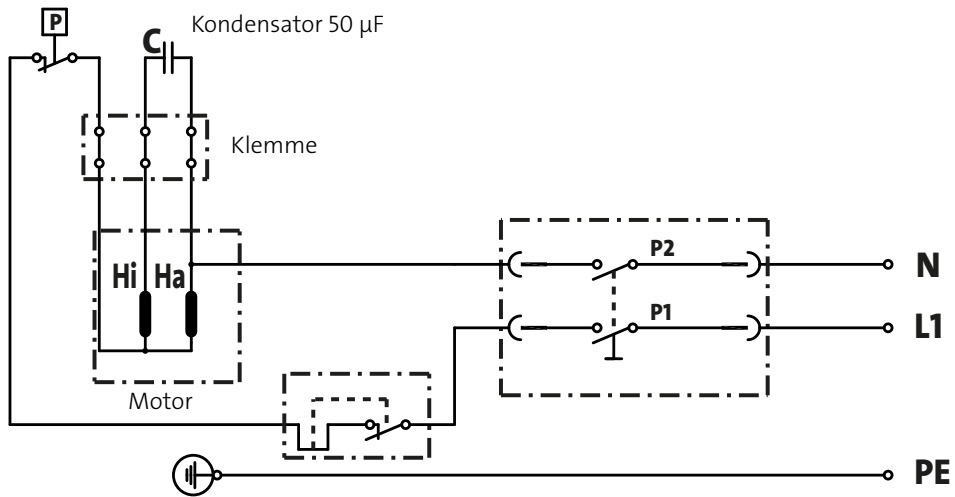 P
C
Kondensator 50 µF
Klemme
Hi
Ha
Motor
P2
P1
N
L1
PE